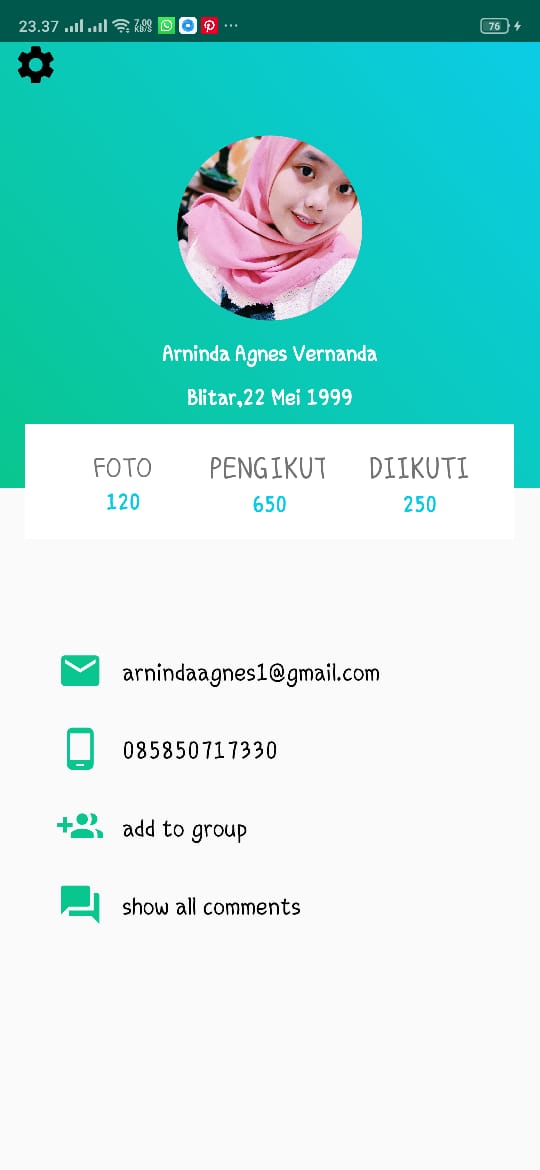 23.37 7,00 KB/S ... 76
Arninda Agnes Vernanda
Blitar,22 Mei 1999
FOTO PENGIKUT DIIKUTI
120 650 250
arnindaagnes1@gmail.com
085850717330
add to group
show all comments